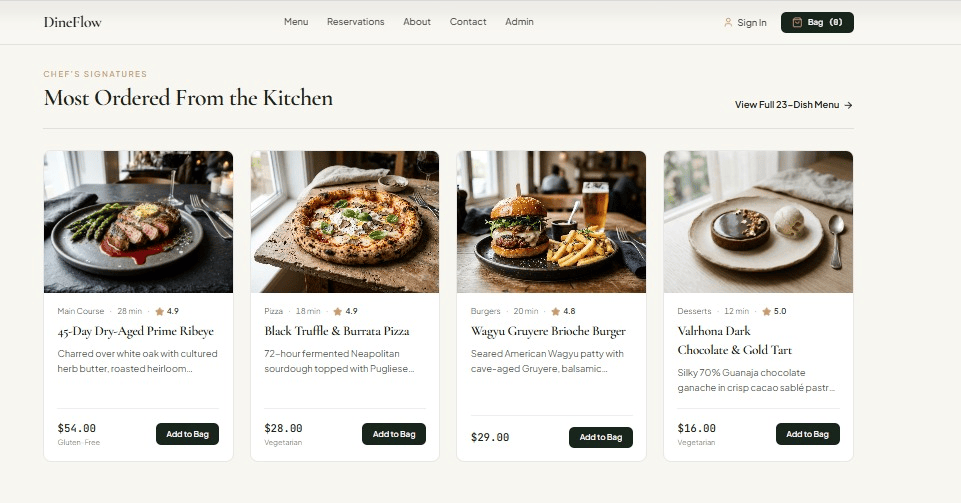 DineFlow
Menu
Reservations
About
Contact
Admin
Sign In
Bag (0)
CHEF'S SIGNATURES
Most Ordered From the Kitchen
View Full 23-Dish Menu →
Main Course · 28 min · ★ 4.9
45-Day Dry-Aged Prime Ribeye
Charred over white oak with cultured
herb butter, roasted heirloom...
$54.00
Gluten-Free
Add to Bag
Pizza · 18 min · ★ 4.9
Black Truffle & Burrata Pizza
72-hour fermented Neapolitan
sourdough topped with Pugliese...
$28.00
Vegetarian
Add to Bag
Burgers · 20 min · ★ 4.8
Wagyu Gruyere Brioche Burger
Seared American Wagyu patty with
cave-aged Gruyere, balsamic...
$29.00
Add to Bag
Desserts · 12 min · ★ 5.0
Valrhona Dark
Chocolate & Gold Tart
Silky 70% Guanaja chocolate
ganache in crisp cacao sablé pastr...
$16.00
Vegetarian
Add to Bag